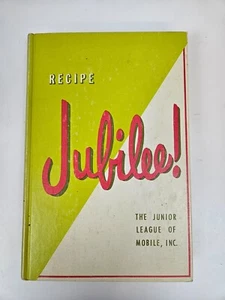 RECIPE
Jubilee!
THE JUNIOR
LEAGUE OF
MOBILE, INC.